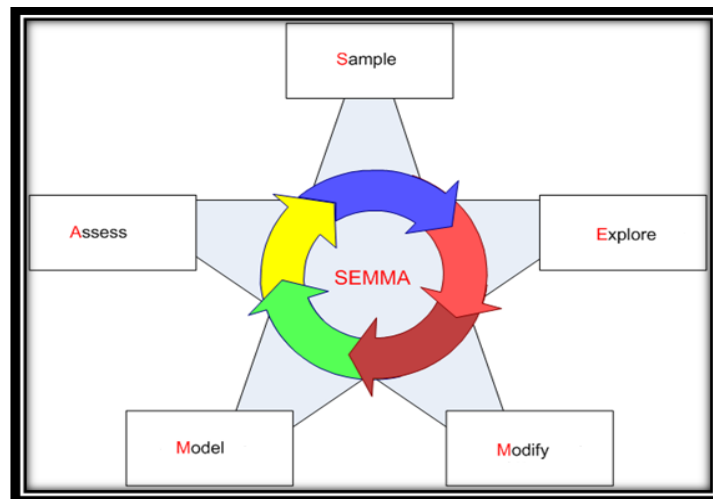 Sample
Assess
Explore
SEMMA
Model
Modify